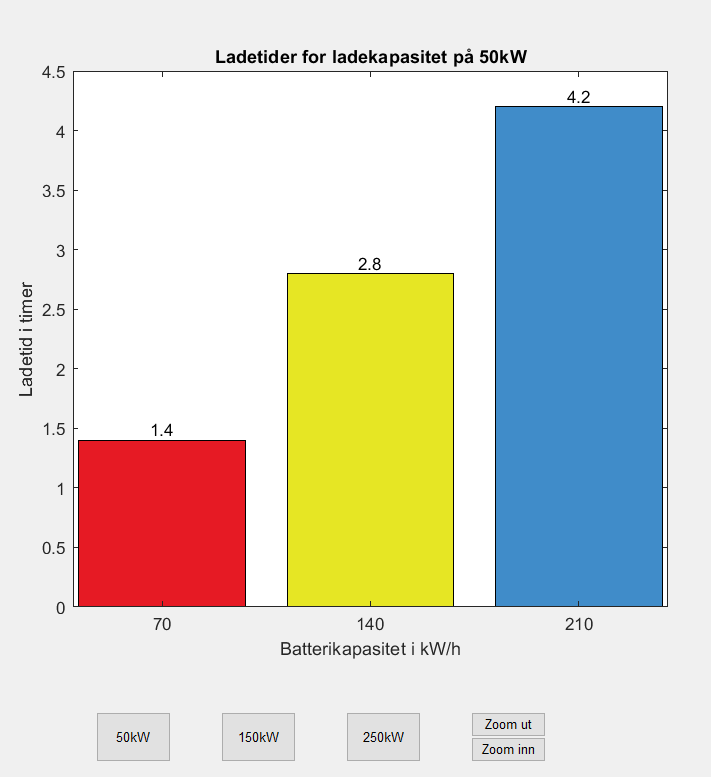 Ladetider for ladekapasitet på 50kW
4.5
4
3.5
3
2.5
2
1.5
1
0.5
0
Ladetid i timer
1.4
2.8
4.2
70 140 210
Batterikapasitet i kW/h
50kW 150kW 250kW Zoom ut
Zoom inn